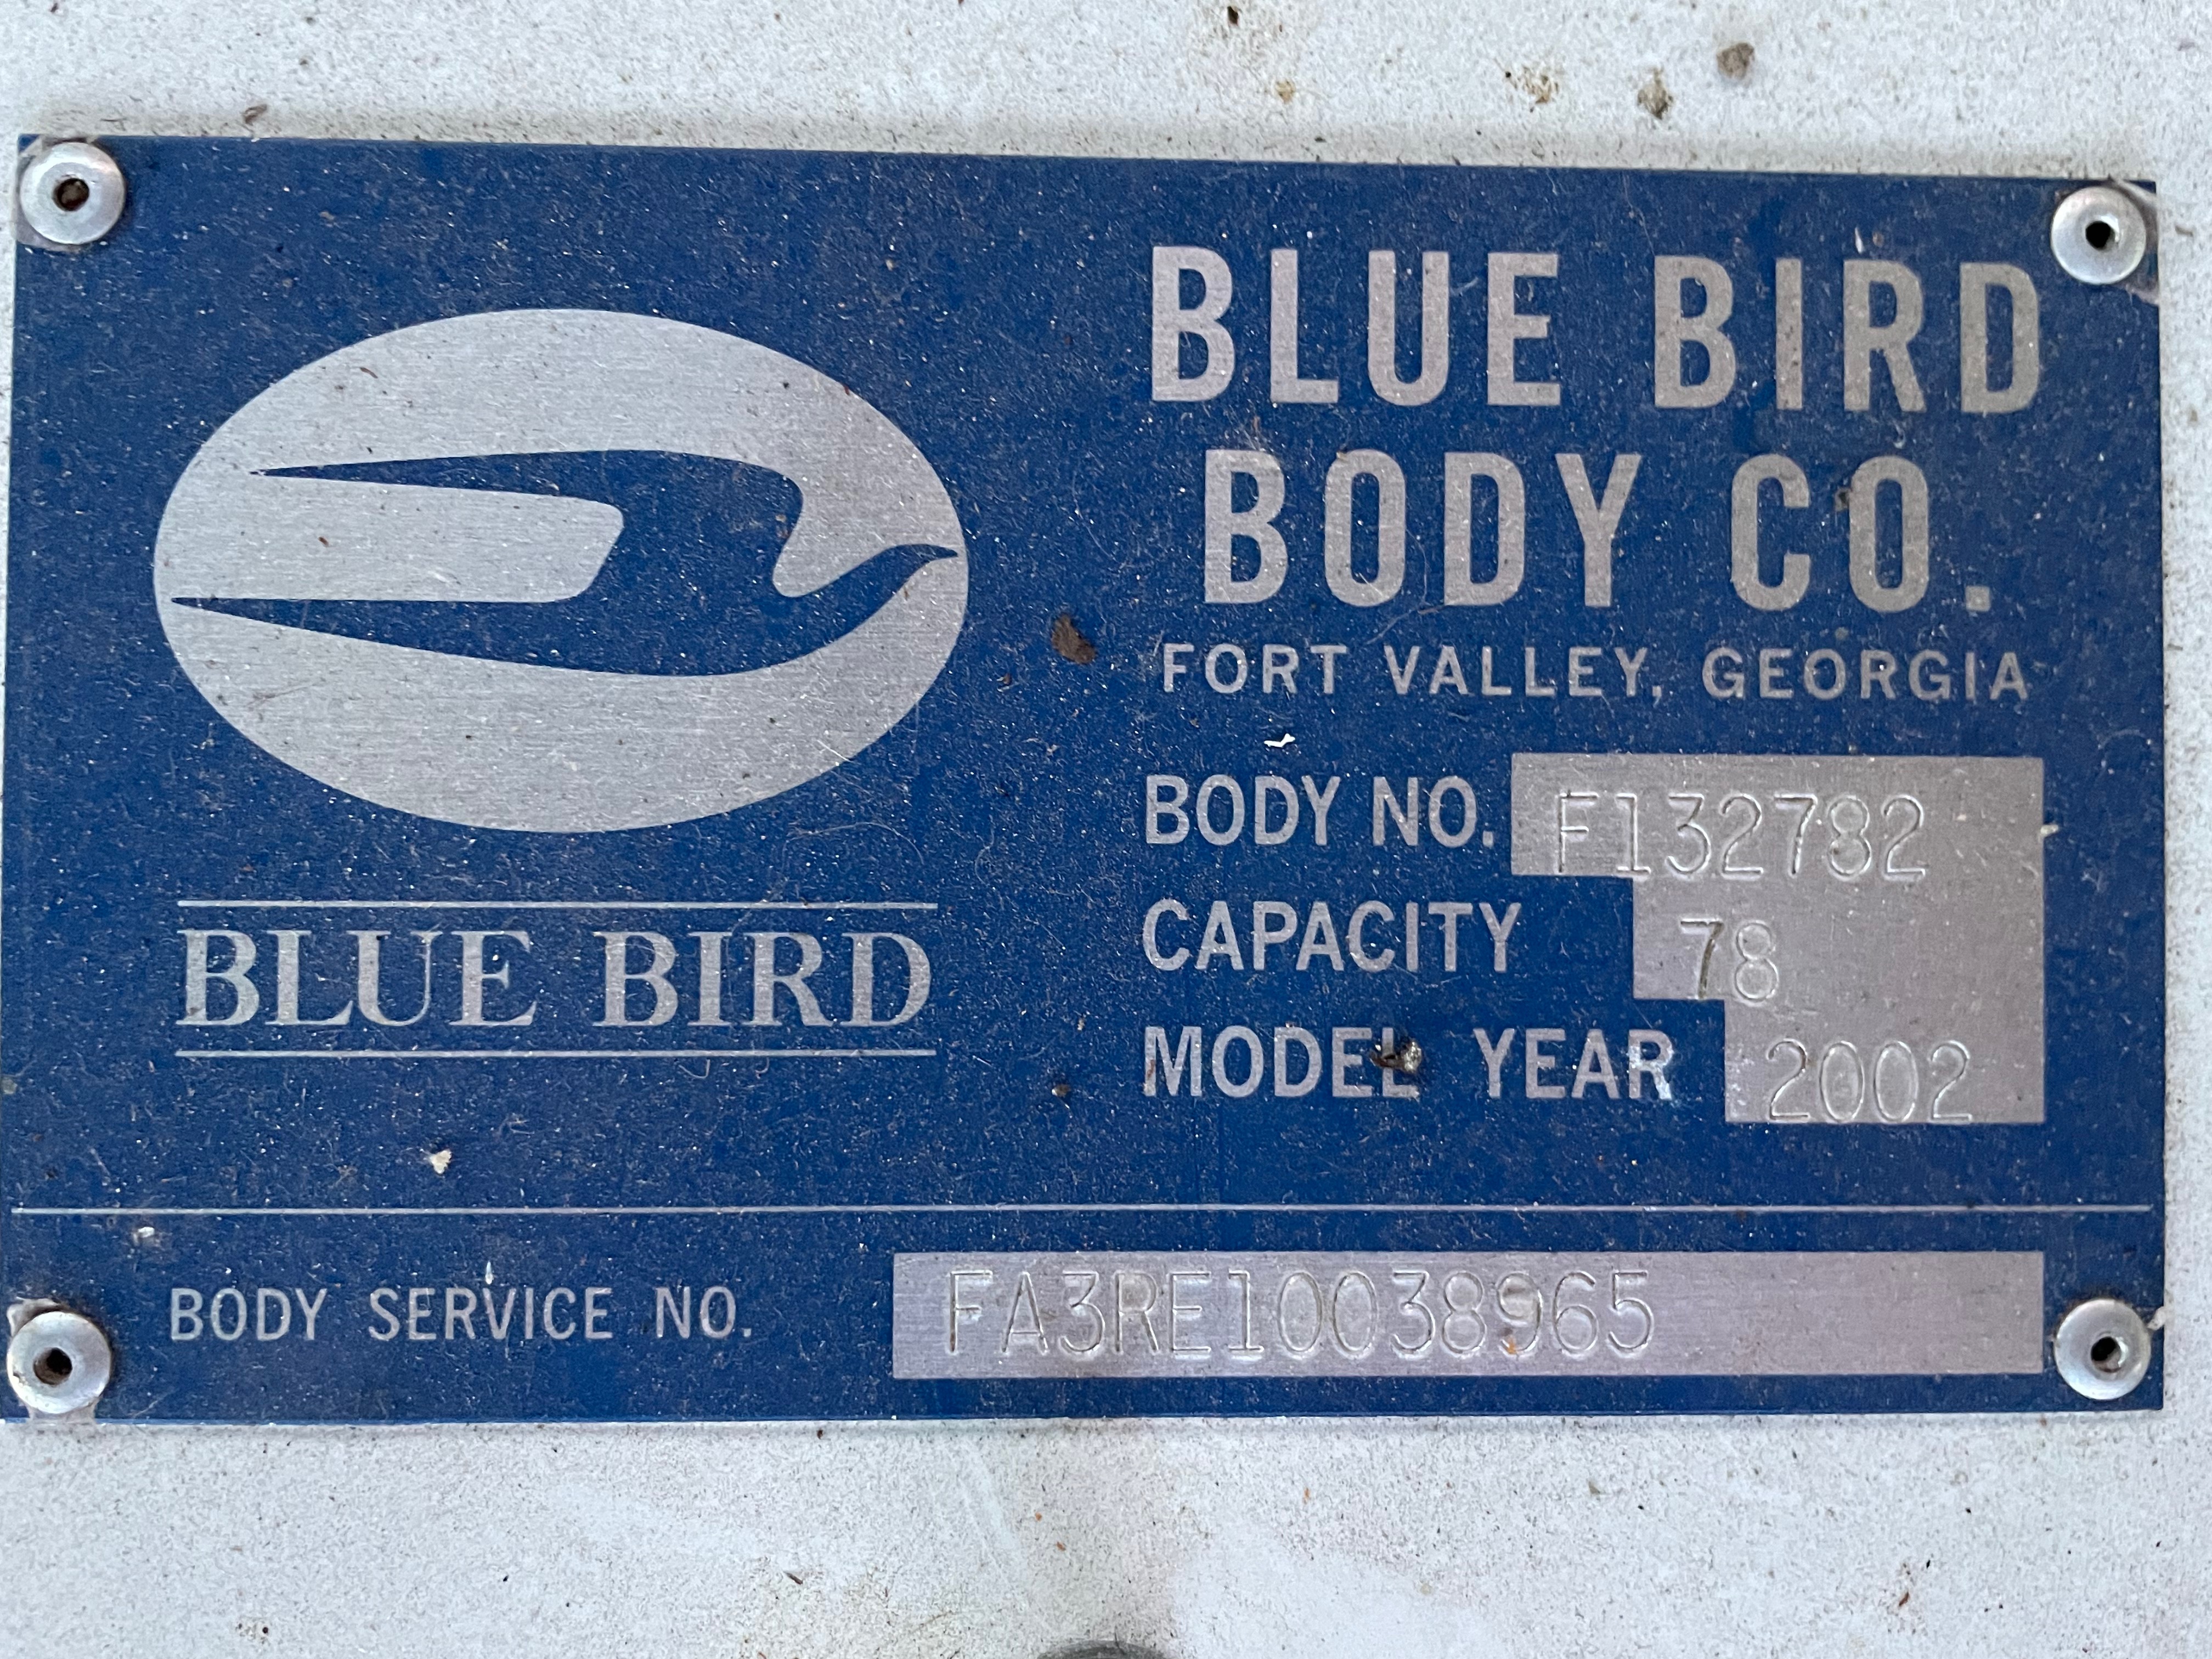 BLUE BIRD
BODY CO.
FORT VALLEY, GEORGIA
BODY NO. F132782
CAPACITY 78
MODEL YEAR 2002
BLUE BIRD
BODY SERVICE NO. FA3RE10038965